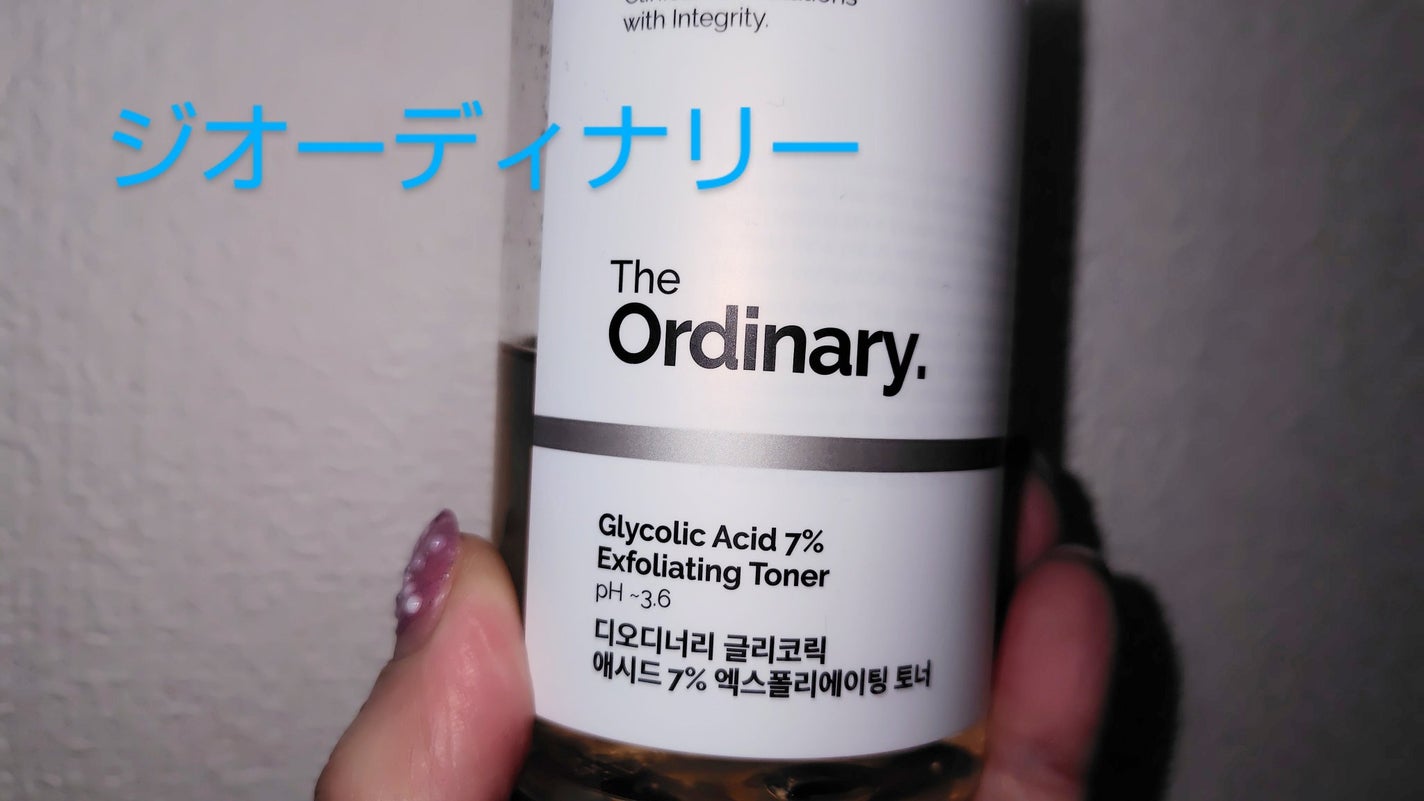 with Integrity.
ジオーディナリー
The
Ordinary.
Glycolic Acid 7%
Exfoliating Toner
pH ~3.6
디오디너리 글리코릭
애시드 7% 엑스폴리에이팅 토너